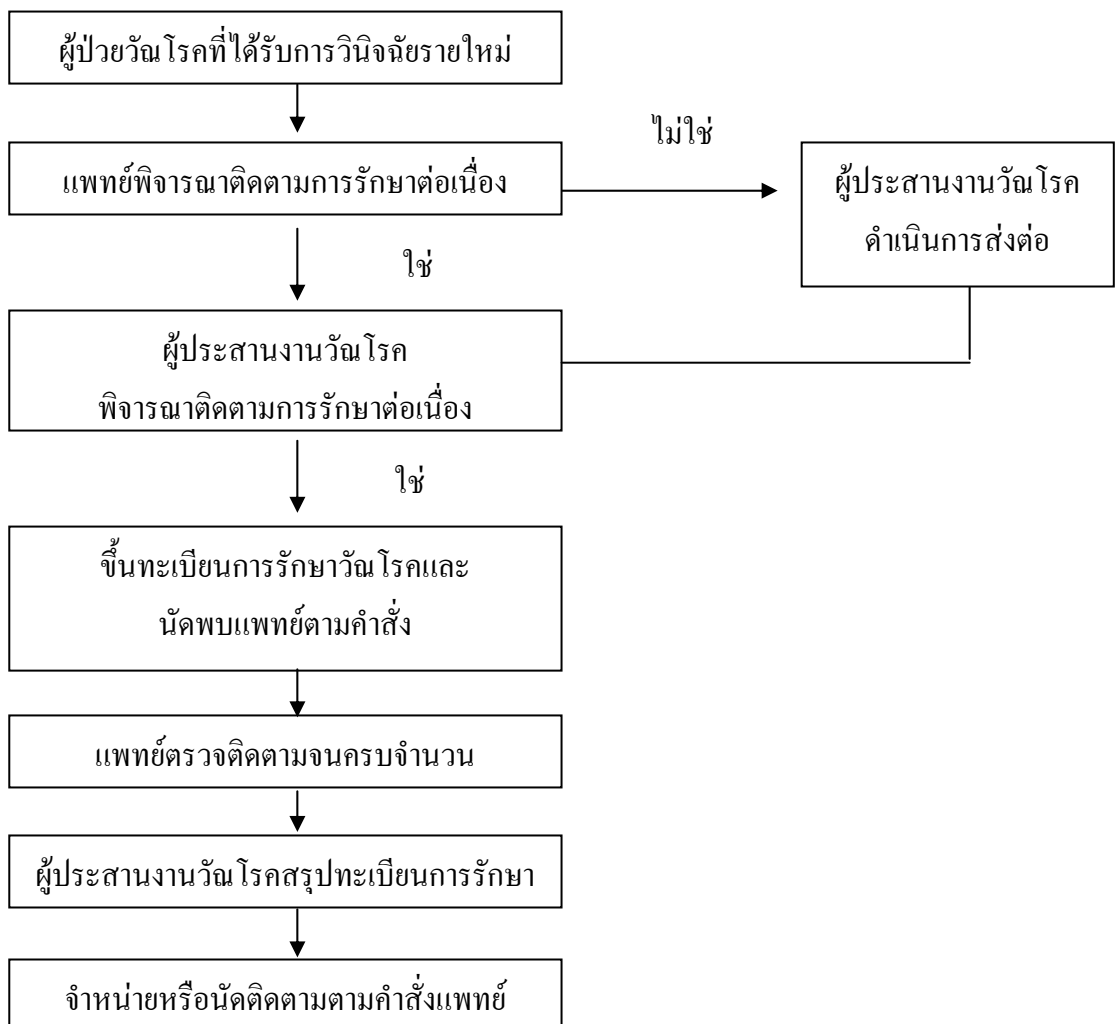 ผู้ป่วยวัณโรคที่ได้รับการวินิจฉัยรายใหม่
แพทย์พิจารณาติดตามการรักษาต่อเนื่อง
ไม่ใช่
ผู้ประสานงานวัณโรค
ดำเนินการส่งต่อ
ใช่
ผู้ประสานงานวัณโรค
พิจารณาติดตามการรักษาต่อเนื่อง
ใช่
ขึ้นทะเบียนการรักษาวัณโรคและ
นัดพบแพทย์ตามคำสั่ง
แพทย์ตรวจติดตามจนครบจำนวน
ผู้ประสานงานวัณโรคสรุปทะเบียนการรักษา
จำหน่ายหรือนัดติดตามตามคำสั่งแพทย์